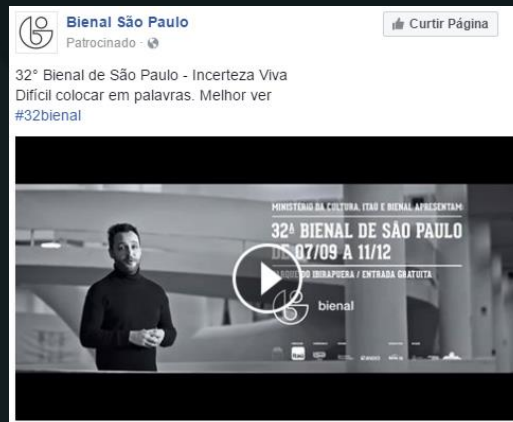 Bienal São Paulo
Curtir Página
Patrocinado ·
32° Bienal de São Paulo - Incerteza Viva
Difícil colocar em palavras. Melhor ver
#32bienal
MINISTÉRIO DA CULTURA, ITAÚ E BIENAL APRESENTAM:
32ª BIENAL DE SÃO PAULO
DE 07/09 A 11/12
PARQUE DO IBIRAPUERA / ENTRADA GRATUITA
bienal
Itaú